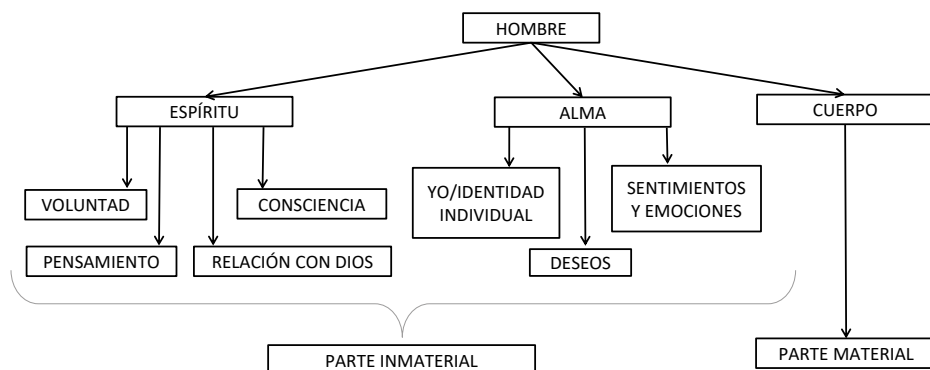 HOMBRE
ESPÍRITU
ALMA
CUERPO
VOLUNTAD
CONSCIENCIA
YO/IDENTIDAD
INDIVIDUAL
SENTIMIENTOS
Y EMOCIONES
PENSAMIENTO
RELACIÓN CON DIOS
DESEOS
PARTE INMATERIAL
PARTE MATERIAL